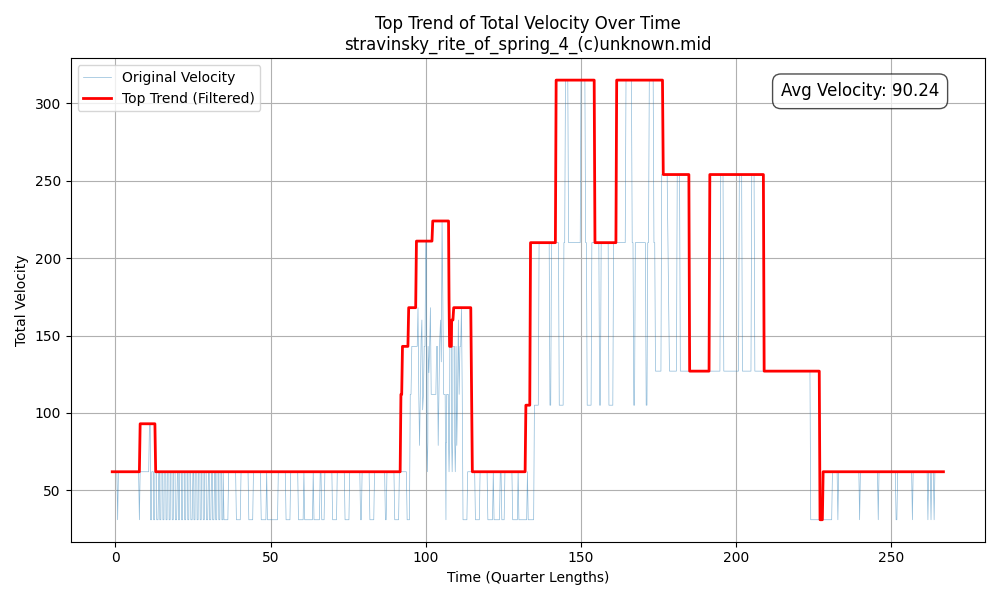 Top Trend of Total Velocity Over Time
stravinsky_rite_of_spring_4_(c)unknown.mid
Original Velocity
Top Trend (Filtered)
Avg Velocity: 90.24
Total Velocity
300
250
200
150
100
50
0
50
100
150
200
250
Time (Quarter Lengths)